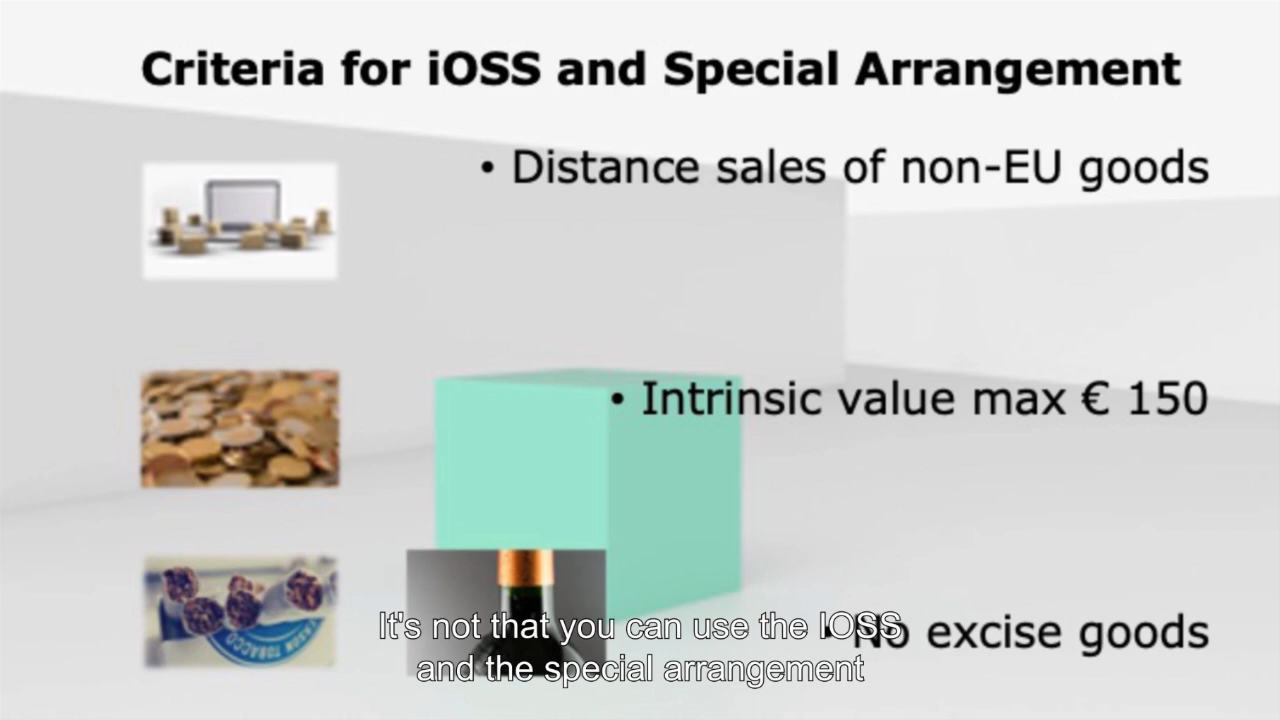 Criteria for iOSS and Special Arrangement
• Distance sales of non-EU goods
• Intrinsic value max € 150
• No excise goods
It's not that you can use the IOSS
and the special arrangement